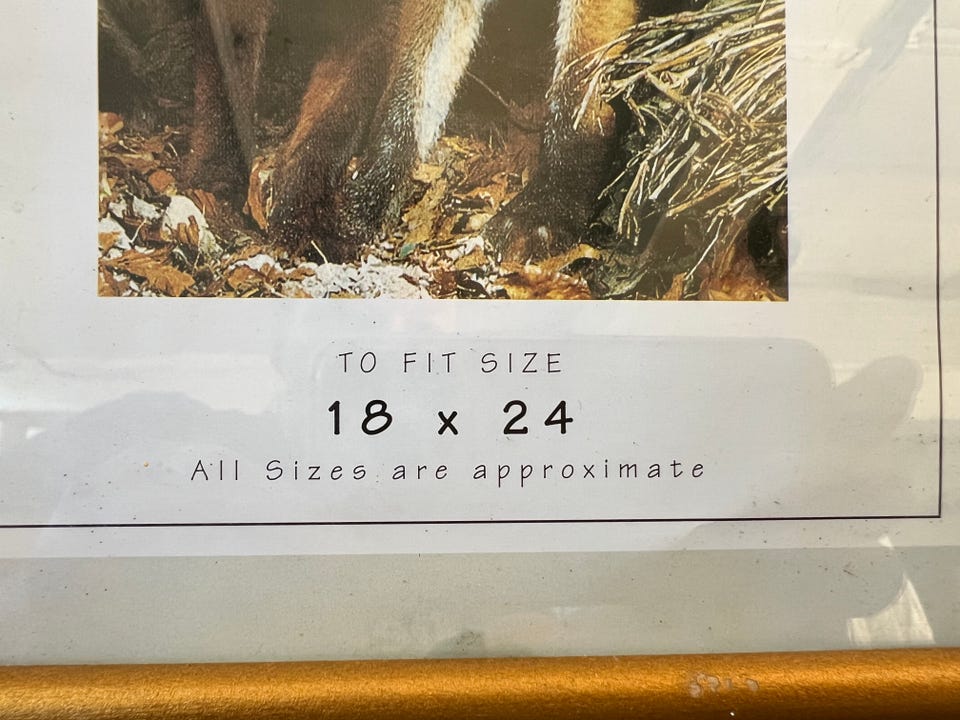 TO FIT SIZE
18 x 24
All Sizes are approximate